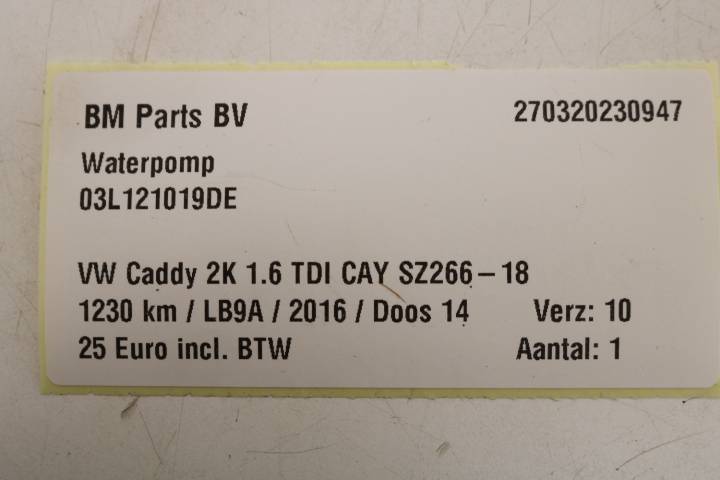 BM Parts BV 270320230947
Waterpomp
03L121019DE
VW Caddy 2K 1.6 TDI CAY SZ266-18
1230 km / LB9A / 2016 / Doos 14 Verz: 10
25 Euro incl. BTW Aantal: 1